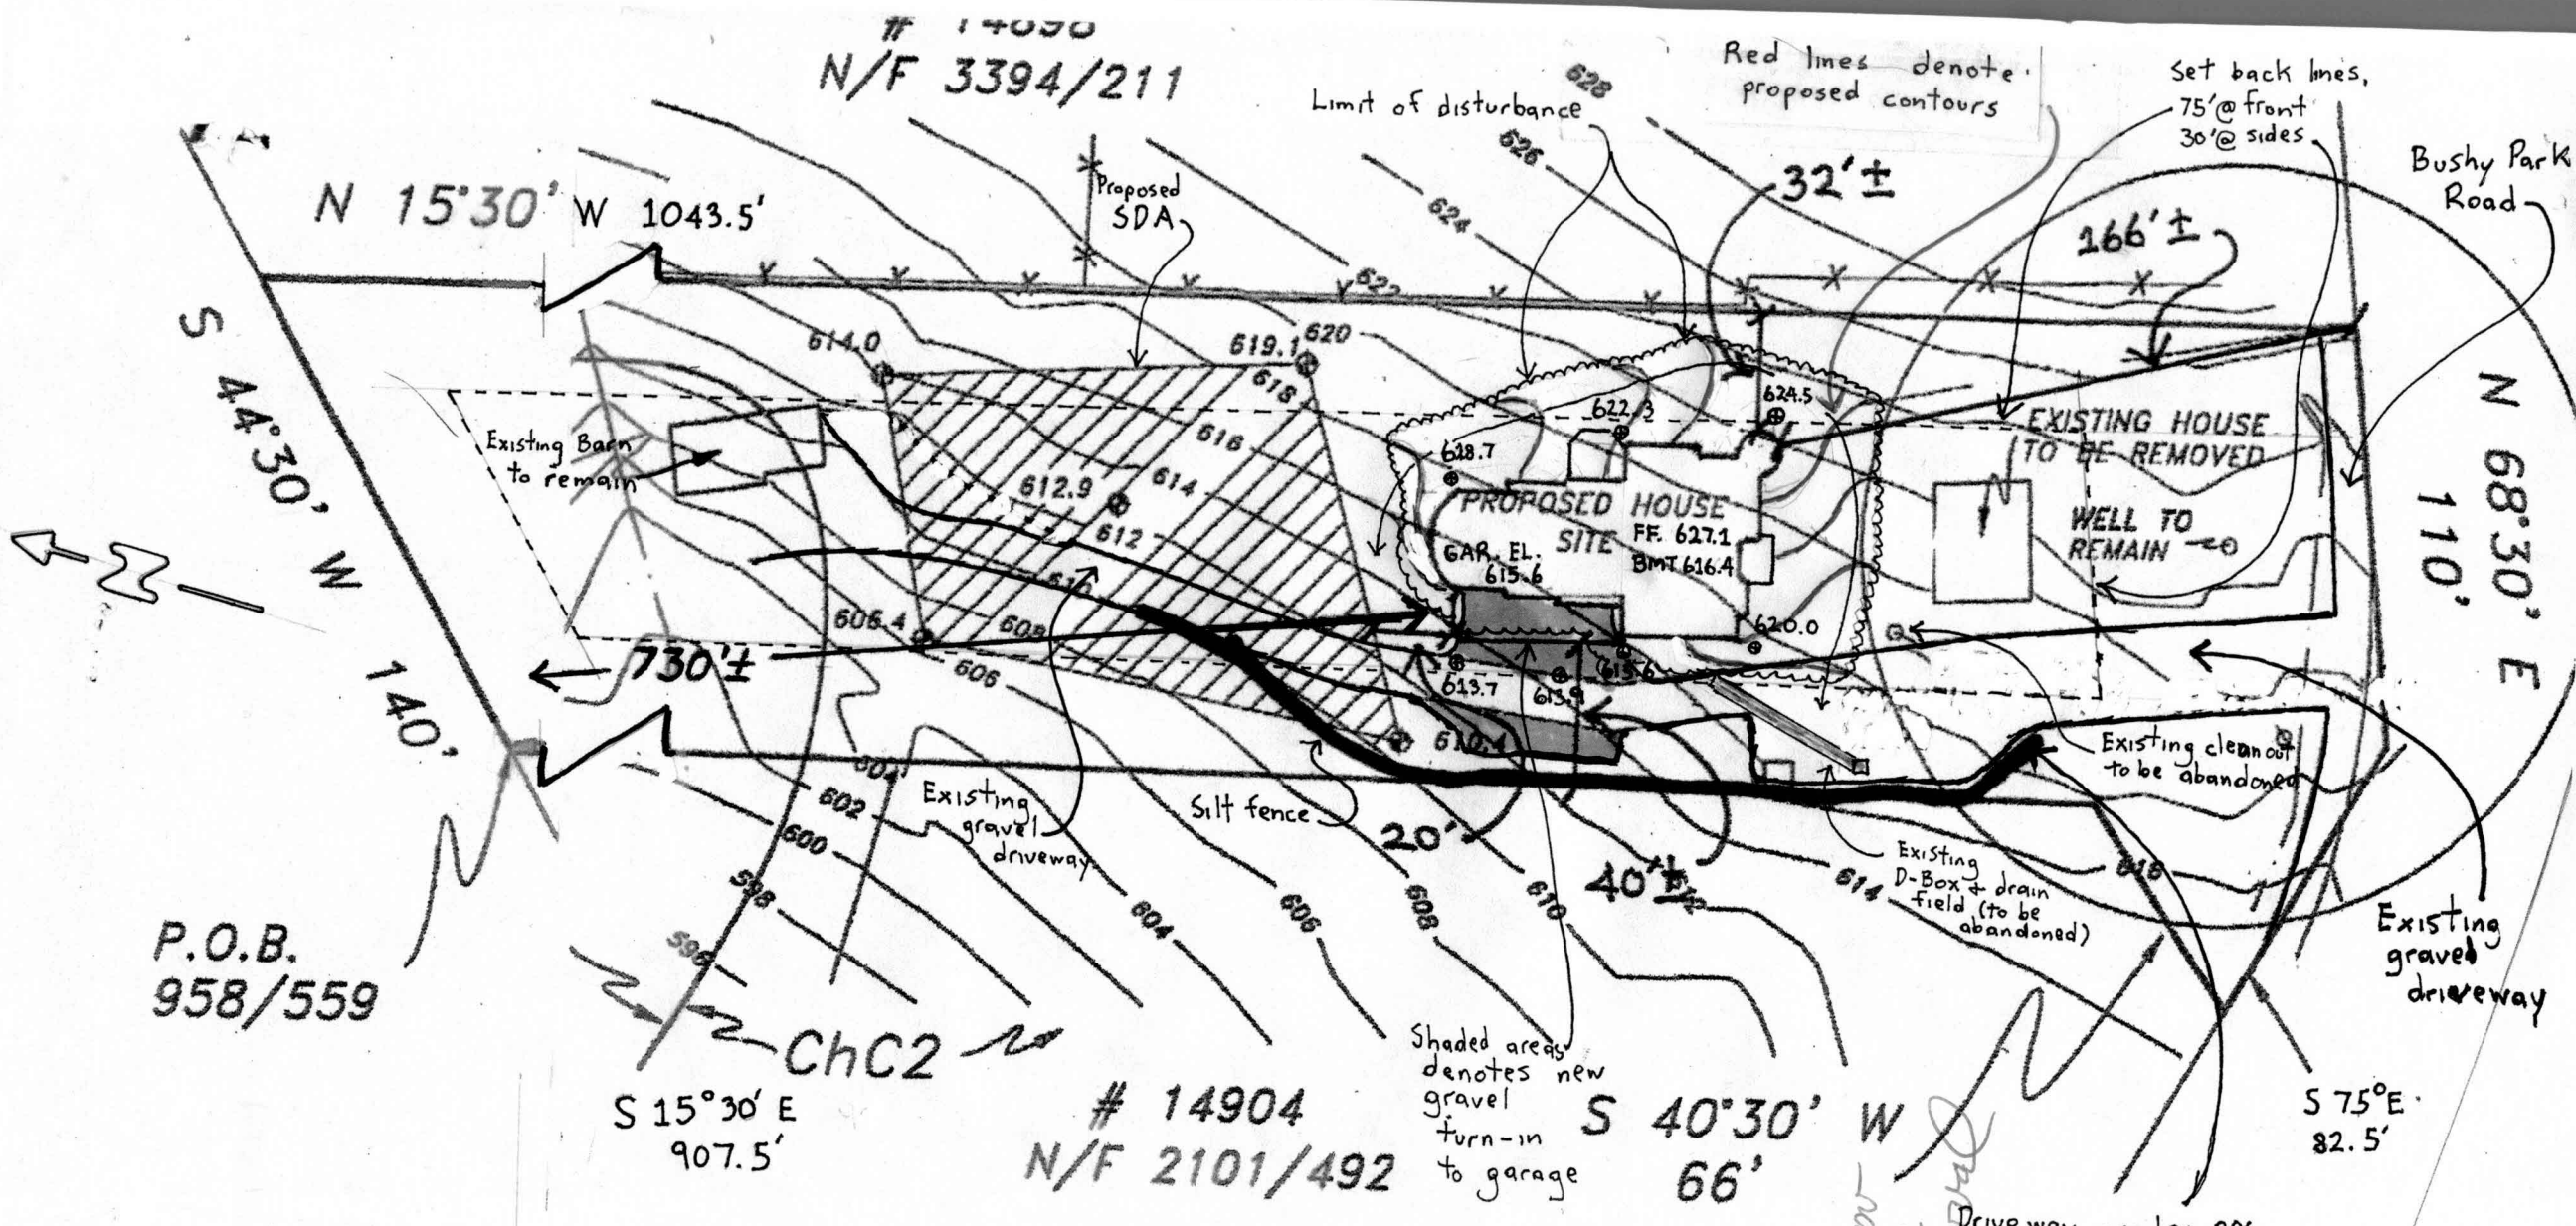 N/F 3394/211
Limit of disturbance
Red lines denote
proposed contours
Set back lines,
75'@ front
30'@ sides
Bushy Park
Road
N 15°30' W 1043.5'
Proposed
SDA
628
626
624
622
32'±
166'±
S 44°30' W 140'
614.0
619.1
620
618
616
614
612.9
612
610
608
606.4
606
Existing Barn
to remain
622.3
624.5
618.7
PROPOSED HOUSE
SITE
FF. 627.1
BMT 616.4
GAR. EL.
615.6
EXISTING HOUSE
TO BE REMOVED
WELL TO
REMAIN
N 68°30' E
110'
620.0
730'±
613.7
613.9
615.6
610.4
Existing clean out
to be abandoned
604
602
600
598
596
Existing
gravel
driveway
Silt fence
20'
40'±
604
606
608
610
612
614
616
Existing
D-Box & drain
field (to be
abandoned)
Existing
gravel
driveway
P.O.B.
958/559
ChC2
S 15°30' E
907.5'
# 14904
N/F 2101/492
Shaded areas
denotes new
gravel
turn-in
to garage
S 40°30' W
66'
S 75°E
82.5'